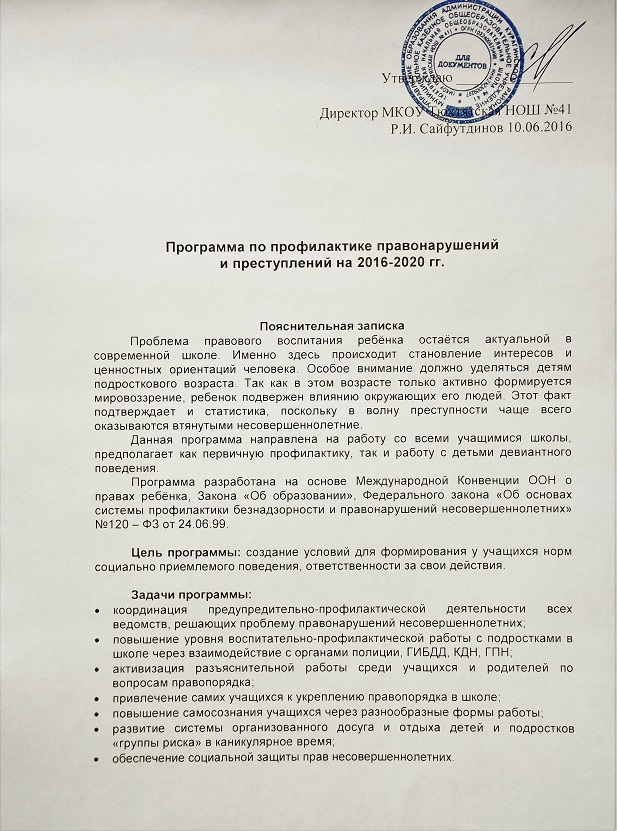 ДЛЯ
ДОКУМЕНТОВ
Утверждаю
Директор МКОУ Тюхтятская НОШ №41
Р.И. Сайфутдинов 10.06.2016
Программа по профилактике правонарушений
и преступлений на 2016-2020 гг.
Пояснительная записка
Проблема правового воспитания ребёнка остаётся актуальной в
современной школе. Именно здесь происходит становление интересов и
ценностных ориентаций человека. Особое внимание должно уделяться детям
подросткового возраста. Так как в этом возрасте только активно формируется
мировоззрение, ребенок подвержен влиянию окружающих его людей. Этот факт
подтверждает и статистика, поскольку в волну преступности чаще всего
оказываются втянутыми несовершеннолетние.
Данная программа направлена на работу со всеми учащимися школы,
предполагает как первичную профилактику, так и работу с детьми девиантного
поведения.
Программа разработана на основе Международной Конвенции ООН о
правах ребёнка, Закона «Об образовании», Федерального закона «Об основах
системы профилактики безнадзорности и правонарушений несовершеннолетних»
№120 – ФЗ от 24.06.99.
Цель программы: создание условий для формирования у учащихся норм
социально приемлемого поведения, ответственности за свои действия.
Задачи программы:
• координация предупредительно-профилактической деятельности всех
ведомств, решающих проблему правонарушений несовершеннолетних;
• повышение уровня воспитательно-профилактической работы с подростками в
школе через взаимодействие с органами полиции, ГИБДД, КДН, ГПН;
• активизация разъяснительной работы среди учащихся и родителей по
вопросам правопорядка;
• привлечение самих учащихся к укреплению правопорядка в школе;
• повышение самосознания учащихся через разнообразные формы работы;
• развитие системы организованного досуга и отдыха детей и подростков
«группы риска» в каникулярное время;
• обеспечение социальной защиты прав несовершеннолетних.